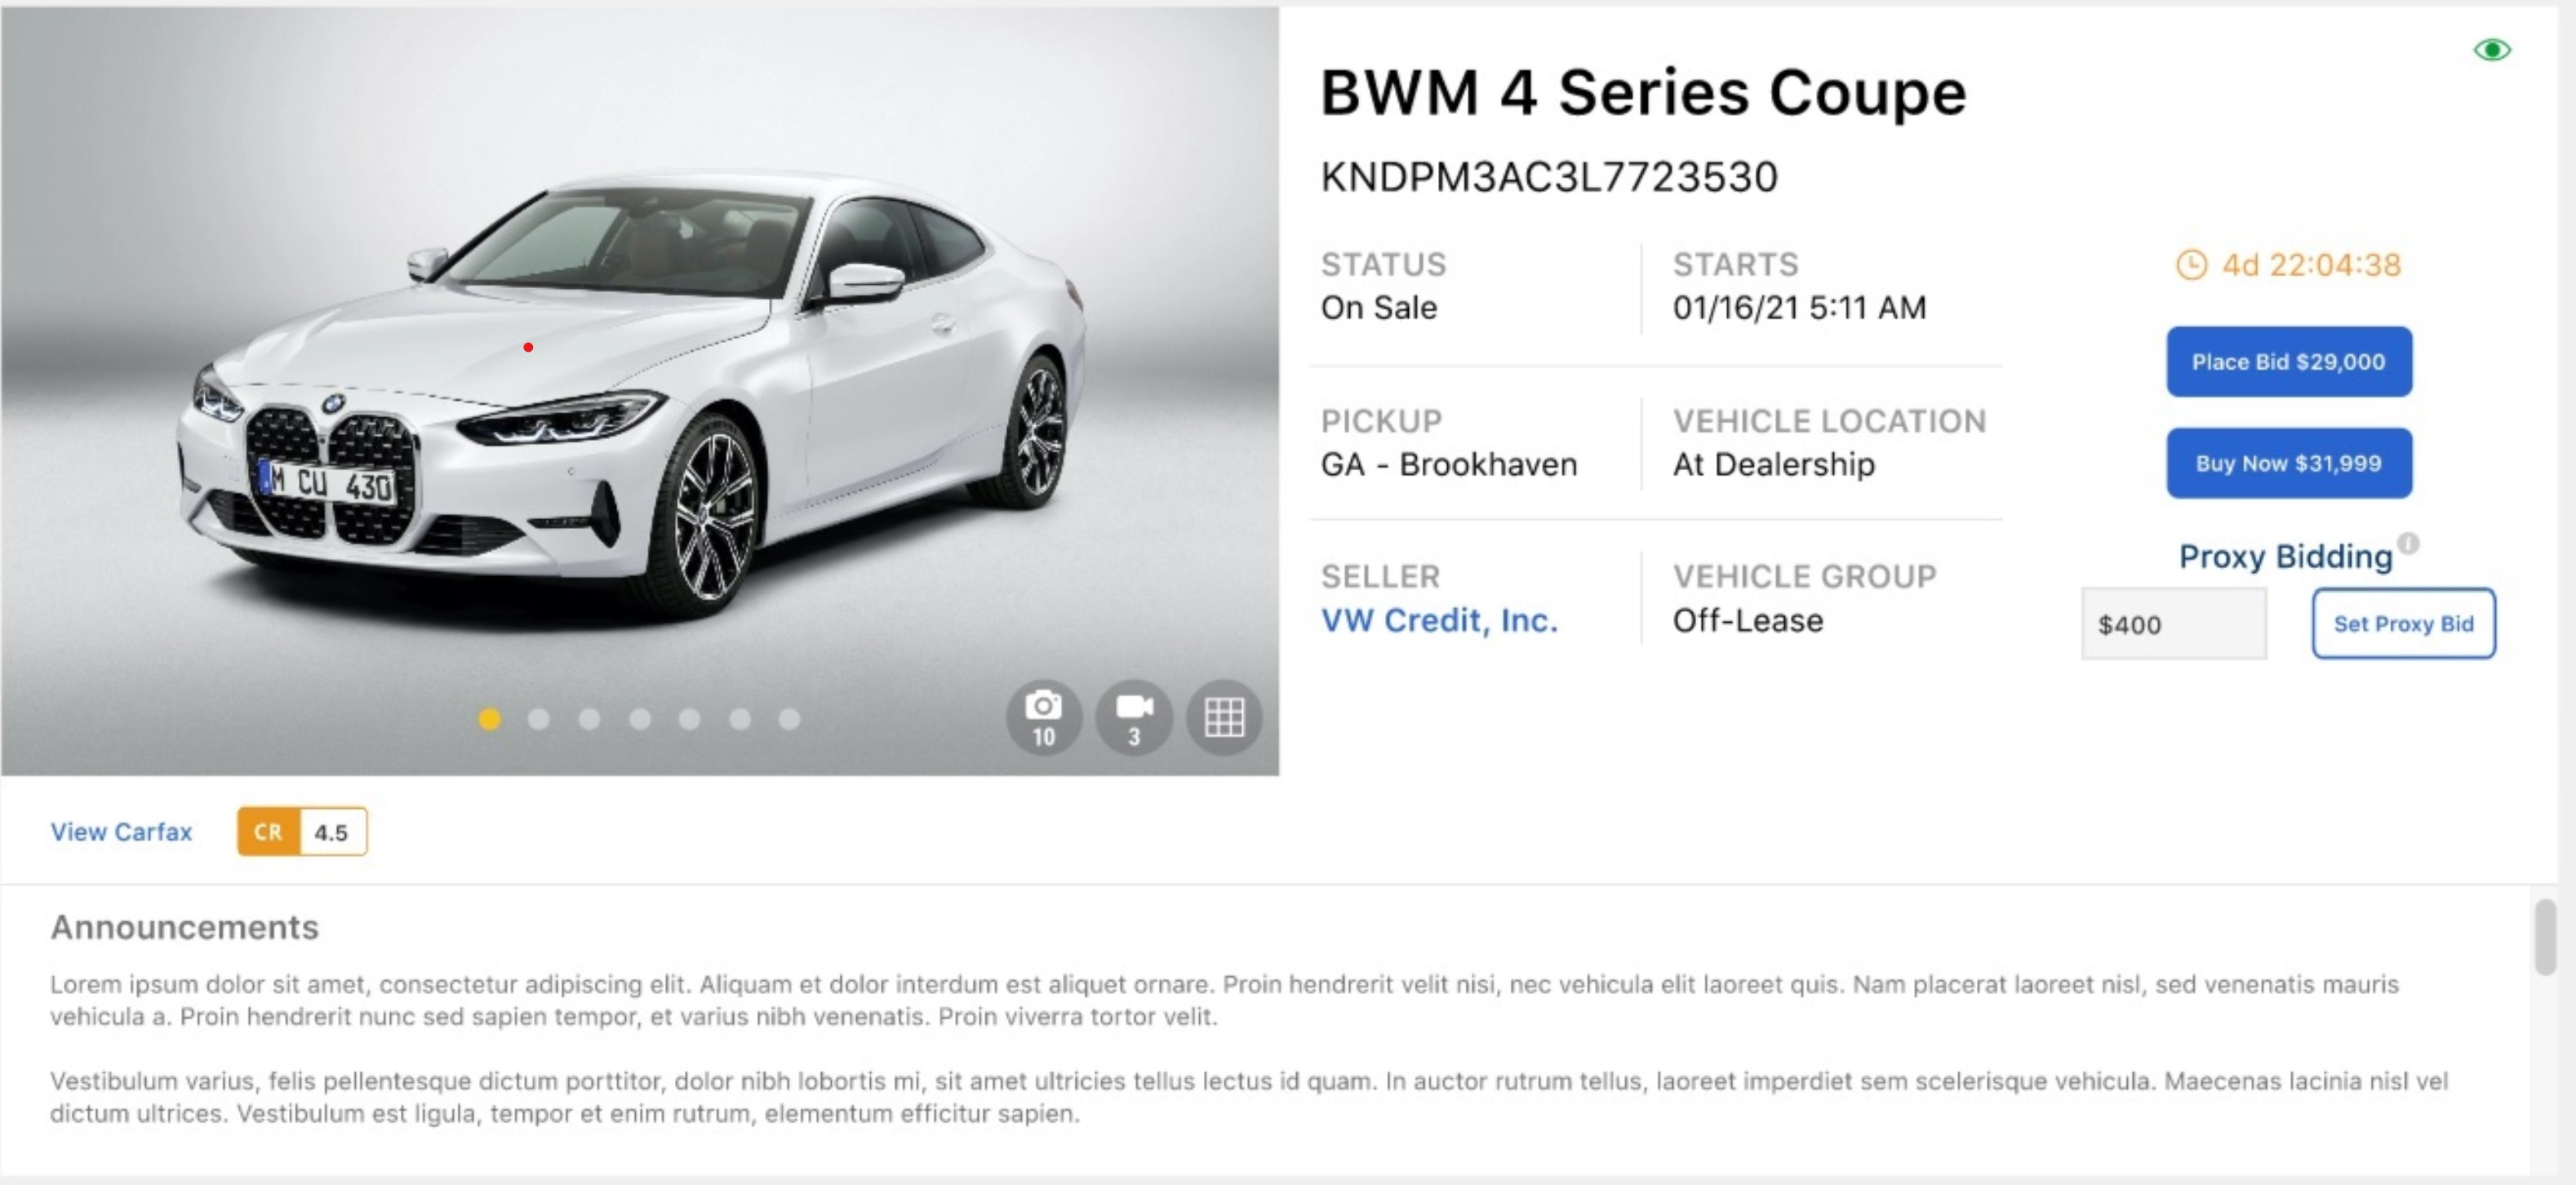 BWM 4 Series Coupe
KNDPM3AC3L7723530
STATUS
On Sale
STARTS
01/16/21 5:11 AM
4d 22:04:38
Place Bid $29,000
PICKUP
GA - Brookhaven
VEHICLE LOCATION
At Dealership
Buy Now $31,999
Proxy Bidding
SELLER
VW Credit, Inc.
VEHICLE GROUP
Off-Lease
$400
Set Proxy Bid
M CU 430
10
3
View Carfax
CR 4.5
Announcements
Lorem ipsum dolor sit amet, consectetur adipiscing elit. Aliquam et dolor interdum est aliquet ornare. Proin hendrerit velit nisi, nec vehicula elit laoreet quis. Nam placerat laoreet nisl, sed venenatis mauris
vehicula a. Proin hendrerit nunc sed sapien tempor, et varius nibh venenatis. Proin viverra tortor velit.
Vestibulum varius, felis pellentesque dictum porttitor, dolor nibh lobortis mi, sit amet ultricies tellus lectus id quam. In auctor rutrum tellus, laoreet imperdiet sem scelerisque vehicula. Maecenas lacinia nisl vel
dictum ultrices. Vestibulum est ligula, tempor et enim rutrum, elementum efficitur sapien.